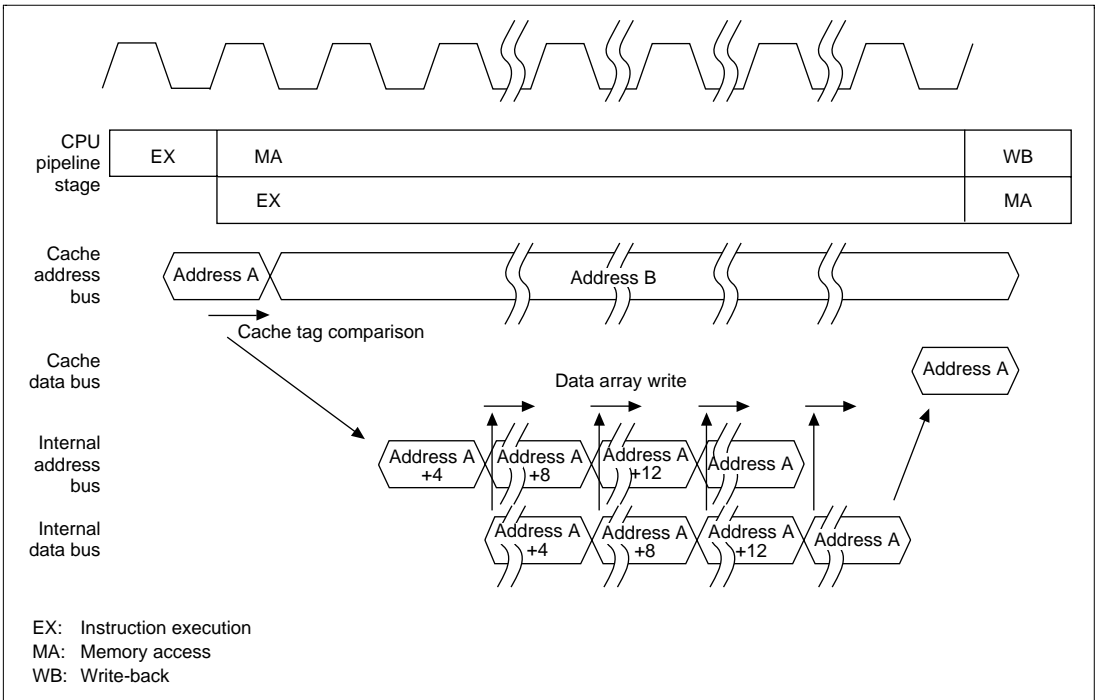 CPU
pipeline
stage
EX
MA
WB
EX
MA
Cache
address
bus
Address A
Address B
Cache tag comparison
Cache
data bus
Address A
Data array write
Internal
address
bus
Address A
+4
Address A
+8
Address A
+12
Address A
Internal
data bus
Address A
+4
Address A
+8
Address A
+12
Address A
EX: Instruction execution
MA: Memory access
WB: Write-back